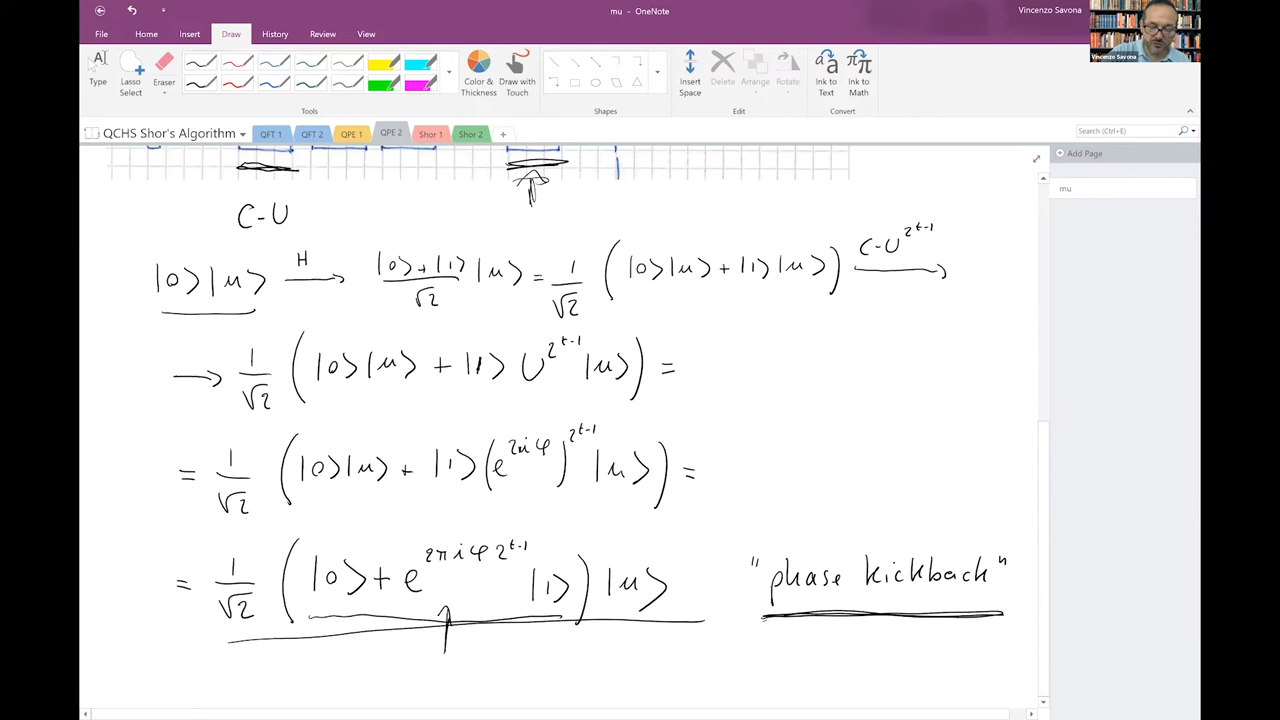 mu - OneNote
Vincenzo Savona
File Home Insert Draw History Review View
Type
Lasso Select
Eraser
Color & Thickness
Draw with Touch
Insert Space
Delete
Arrange
Rotate
Ink to Text
Ink to Math
Tools
Shapes
Edit
Convert
Vincenzo Savona
QCHS Shor's Algorithm QFT 1 QFT 2 QPE 1 QPE 2 Shor 1 Shor 2 +
Search (Ctrl+E)
Add Page
mu
C-U
|0>|u> H→ (|0>+|1>)/√2 |u> = 1/√2 (|0>|u> + |1>|u>) C-U^2^t-1→
→ 1/√2 (|0>|u> + |1> U^2^t-1 |u>) =
= 1/√2 (|0>|u> + |1>(e^2πiφ)^2^t-1 |u>) =
= 1/√2 (|0> + e^2πiφ2^t-1 |1>) |u> "phase kickback"